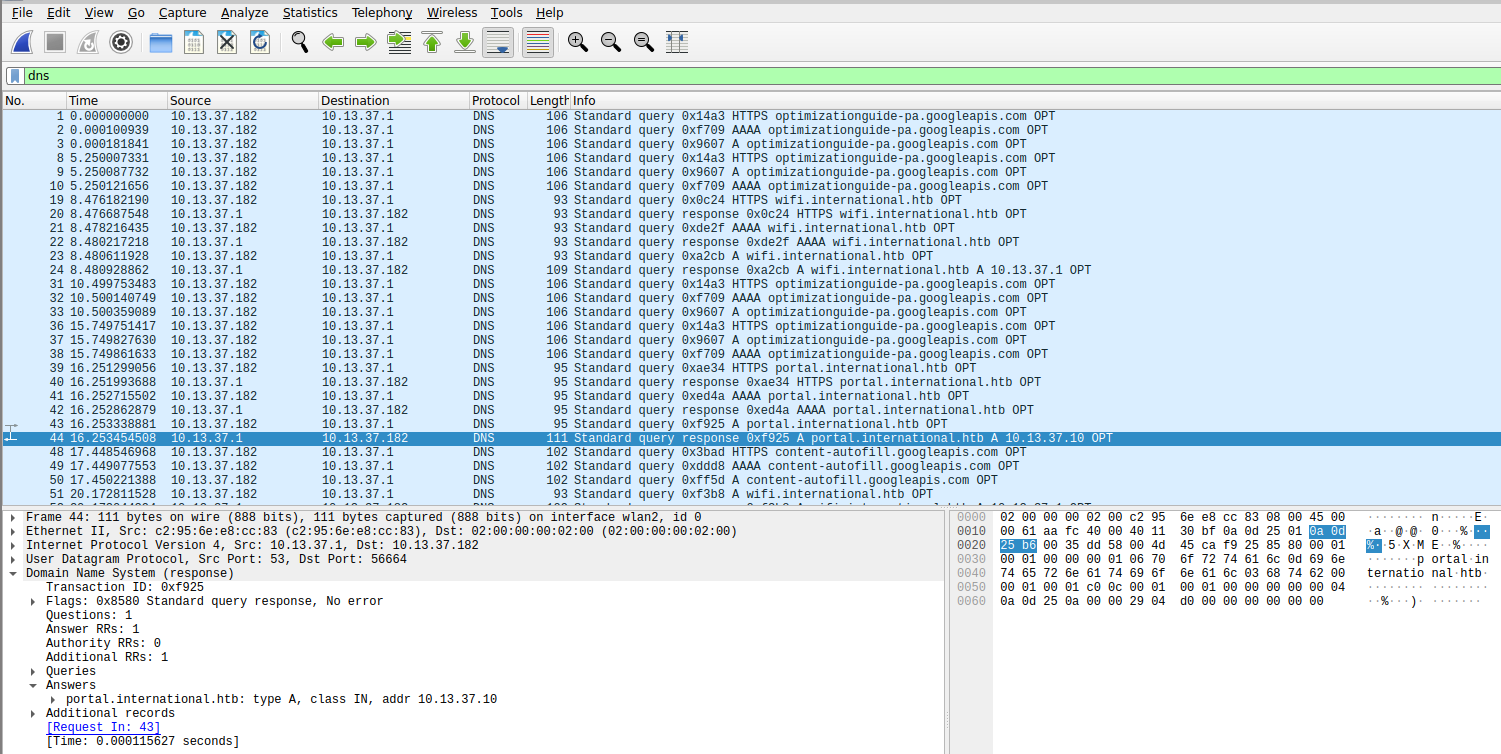 File Edit View Go Capture Analyze Statistics Telephony Wireless Tools Help
dns
No. Time Source Destination Protocol Length Info
1 0.000000000 10.13.37.182 10.13.37.1 DNS 106 Standard query 0x14a3 HTTPS optimizationguide-pa.googleapis.com OPT
2 0.000100939 10.13.37.182 10.13.37.1 DNS 106 Standard query 0xf709 AAAA optimizationguide-pa.googleapis.com OPT
3 0.000181841 10.13.37.182 10.13.37.1 DNS 106 Standard query 0x9607 A optimizationguide-pa.googleapis.com OPT
8 5.250007331 10.13.37.182 10.13.37.1 DNS 106 Standard query 0x14a3 HTTPS optimizationguide-pa.googleapis.com OPT
9 5.250087732 10.13.37.182 10.13.37.1 DNS 106 Standard query 0x9607 A optimizationguide-pa.googleapis.com OPT
10 5.250121656 10.13.37.182 10.13.37.1 DNS 106 Standard query 0xf709 AAAA optimizationguide-pa.googleapis.com OPT
19 8.476182190 10.13.37.182 10.13.37.1 DNS 93 Standard query 0x0c24 HTTPS wifi.international.htb OPT
20 8.476687548 10.13.37.1 10.13.37.182 DNS 93 Standard query response 0x0c24 HTTPS wifi.international.htb OPT
21 8.478216435 10.13.37.182 10.13.37.1 DNS 93 Standard query 0xde2f AAAA wifi.international.htb OPT
22 8.480217218 10.13.37.1 10.13.37.182 DNS 93 Standard query response 0xde2f AAAA wifi.international.htb OPT
23 8.480611928 10.13.37.182 10.13.37.1 DNS 93 Standard query 0xa2cb A wifi.international.htb OPT
24 8.480928862 10.13.37.1 10.13.37.182 DNS 109 Standard query response 0xa2cb A wifi.international.htb A 10.13.37.1 OPT
31 10.499753483 10.13.37.182 10.13.37.1 DNS 106 Standard query 0x14a3 HTTPS optimizationguide-pa.googleapis.com OPT
32 10.500140749 10.13.37.182 10.13.37.1 DNS 106 Standard query 0xf709 AAAA optimizationguide-pa.googleapis.com OPT
33 10.500359089 10.13.37.182 10.13.37.1 DNS 106 Standard query 0x9607 A optimizationguide-pa.googleapis.com OPT
36 15.749751417 10.13.37.182 10.13.37.1 DNS 106 Standard query 0x14a3 HTTPS optimizationguide-pa.googleapis.com OPT
37 15.749827630 10.13.37.182 10.13.37.1 DNS 106 Standard query 0x9607 A optimizationguide-pa.googleapis.com OPT
38 15.749861633 10.13.37.182 10.13.37.1 DNS 106 Standard query 0xf709 AAAA optimizationguide-pa.googleapis.com OPT
39 16.251299056 10.13.37.182 10.13.37.1 DNS 95 Standard query 0xae34 HTTPS portal.international.htb OPT
40 16.251993688 10.13.37.1 10.13.37.182 DNS 95 Standard query response 0xae34 HTTPS portal.international.htb OPT
41 16.252715502 10.13.37.182 10.13.37.1 DNS 95 Standard query 0xed4a AAAA portal.international.htb OPT
42 16.252862879 10.13.37.1 10.13.37.182 DNS 95 Standard query response 0xed4a AAAA portal.international.htb OPT
43 16.253338881 10.13.37.182 10.13.37.1 DNS 95 Standard query 0xf925 A portal.international.htb OPT
44 16.253454508 10.13.37.1 10.13.37.182 DNS 111 Standard query response 0xf925 A portal.international.htb A 10.13.37.10 OPT
48 17.448546968 10.13.37.182 10.13.37.1 DNS 102 Standard query 0x3bad HTTPS content-autofill.googleapis.com OPT
49 17.449077553 10.13.37.182 10.13.37.1 DNS 102 Standard query 0xddd8 AAAA content-autofill.googleapis.com OPT
50 17.450221388 10.13.37.182 10.13.37.1 DNS 102 Standard query 0xff5d A content-autofill.googleapis.com OPT
51 20.172811528 10.13.37.182 10.13.37.1 DNS 93 Standard query 0xf3b8 A wifi.international.htb OPT
Frame 44: 111 bytes on wire (888 bits), 111 bytes captured (888 bits) on interface wlan2, id 0
Ethernet II, Src: c2:95:6e:e8:cc:83 (c2:95:6e:e8:cc:83), Dst: 02:00:00:00:02:00 (02:00:00:00:02:00)
Internet Protocol Version 4, Src: 10.13.37.1, Dst: 10.13.37.182
User Datagram Protocol, Src Port: 53, Dst Port: 56664
Domain Name System (response)
Transaction ID: 0xf925
Flags: 0x8580 Standard query response, No error
Questions: 1
Answer RRs: 1
Authority RRs: 0
Additional RRs: 1
Queries
Answers
portal.international.htb: type A, class IN, addr 10.13.37.10
Additional records
[Request In: 43]
[Time: 0.000115627 seconds]
0000 02 00 00 00 02 00 c2 95 6e e8 cc 83 08 00 45 00 ········ n·····E·
0010 00 61 aa fc 40 00 40 11 30 bf 0a 0d 25 01 0a 0d ·a··@·@· 0···%···
0020 25 b6 00 35 dd 58 00 4d 45 ca f9 25 85 80 00 01 %··5·X·M E··%····
0030 00 01 00 00 00 01 06 70 6f 72 74 61 6c 0d 69 6e ·······p ortal·in
0040 74 65 72 6e 61 74 69 6f 6e 61 6c 03 68 74 62 00 ternatio nal·htb·
0050 00 01 00 01 c0 0c 00 01 00 01 00 00 00 00 00 04 ········ ········
0060 0a 0d 25 0a 00 00 29 04 d0 00 00 00 00 00 00 ··%···)· ·······